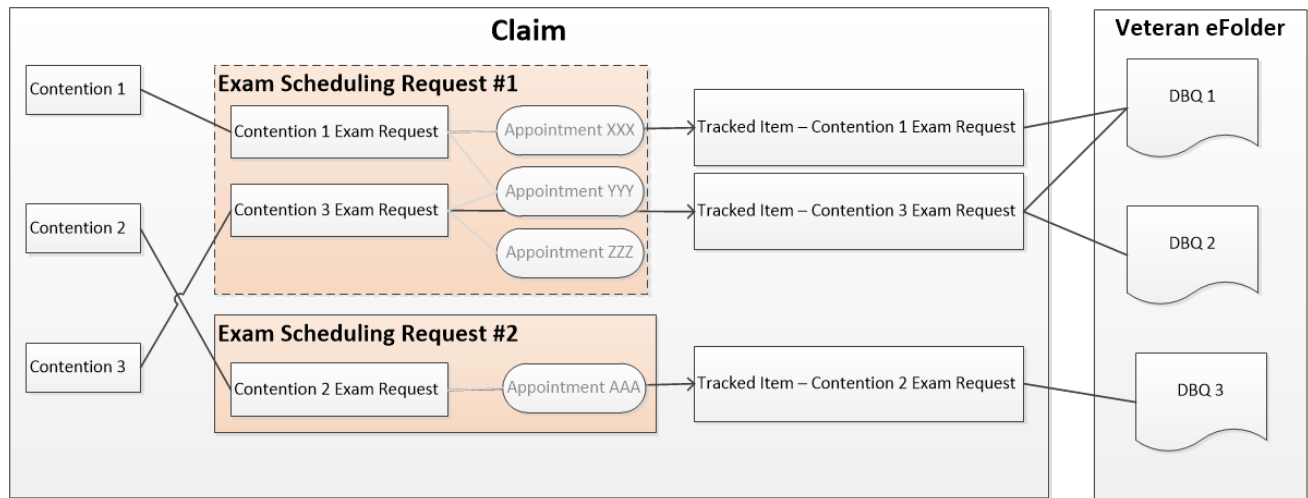 Claim
Veteran eFolder
Contention 1
Contention 2
Contention 3
Exam Scheduling Request #1
Contention 1 Exam Request
Contention 3 Exam Request
Appointment XXX
Appointment YYY
Appointment ZZZ
Exam Scheduling Request #2
Contention 2 Exam Request
Appointment AAA
Tracked Item – Contention 1 Exam Request
Tracked Item – Contention 3 Exam Request
Tracked Item – Contention 2 Exam Request
DBQ 1
DBQ 2
DBQ 3